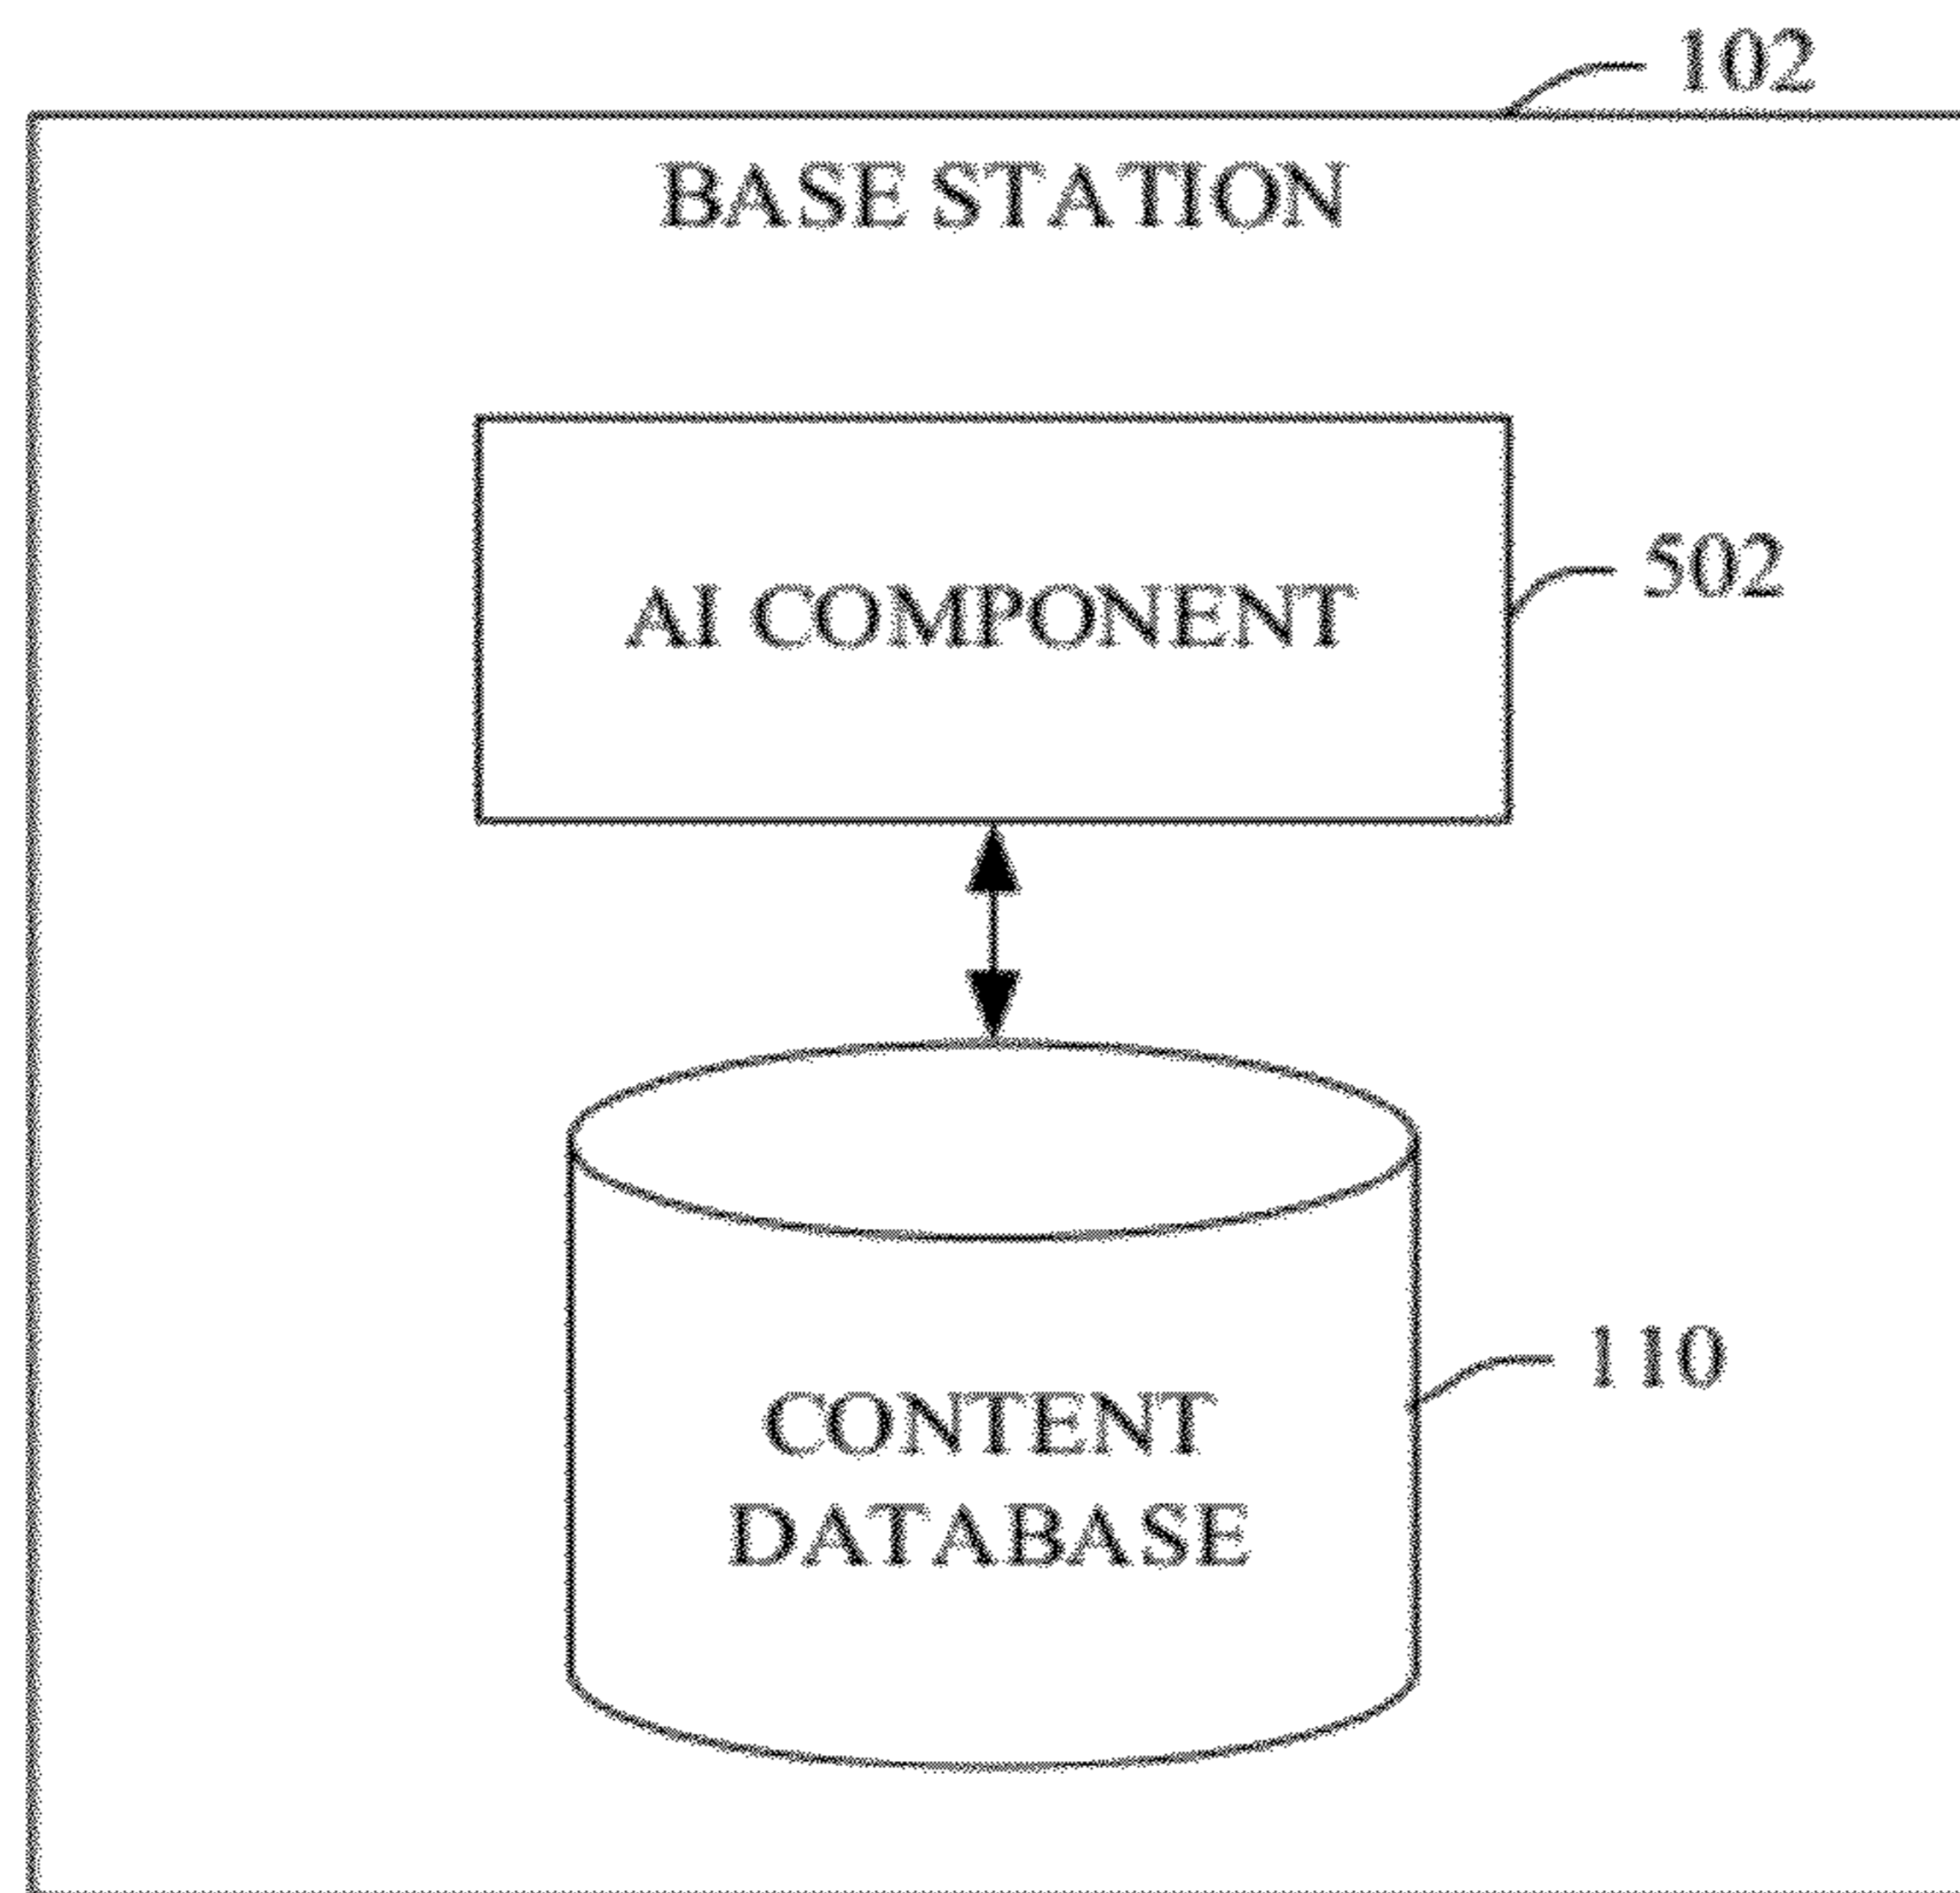 102
BASE STATION
AI COMPONENT
502
110
CONTENT
DATABASE